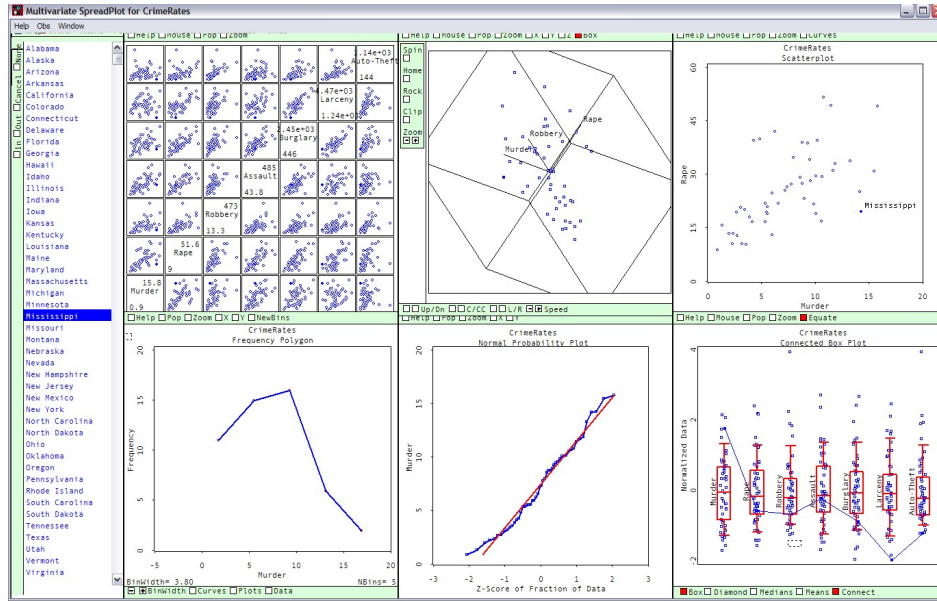 Multivariate SpreadPlot for CrimeRates
Help Obs Window
In Out Cancel None
Alabama
Alaska
Arizona
Arkansas
California
Colorado
Connecticut
Delaware
Florida
Georgia
Hawaii
Idaho
Illinois
Indiana
Iowa
Kansas
Kentucky
Louisiana
Maine
Maryland
Massachusetts
Michigan
Minnesota
Mississippi
Missouri
Montana
Nebraska
Nevada
New Hampshire
New Jersey
New Mexico
New York
North Carolina
North Dakota
Ohio
Oklahoma
Oregon
Pennsylvania
Rhode Island
South Carolina
South Dakota
Tennessee
Texas
Utah
Vermont
Virginia
Help Mouse Pop Zoom
1.14e+03
Auto-Theft
144
4.47e+03
Larceny
1.24e+0
2.45e+03
Burglary
446
485
Assault
43.8
473
Robbery
13.3
51.6
Rape
9
15.8
Murder
0.9
Help Mouse Pop Zoom X Y Z Box
Spin
Home
Rock
Clip
Zoom
Rape
Robbery
Murder
Up/Dn C/CC L/R Speed
Help Mouse Pop Zoom Curves
CrimeRates
Scatterplot
Rape
60
45
30
15
0
Mississippi
0 5 10 15 20
Murder
Help Pop Zoom X Y NewBins
CrimeRates
Frequency Polygon
Frequency
20
15
10
5
0
-5 0 5 10 15 20
Murder
BinWidth= 3.80 NBins= 5
BinWidth Curves Plots Data
Help Pop Zoom X Y
CrimeRates
Normal Probability Plot
Murder
20
15
10
5
0
-3 -2 -1 0 1 2 3
Z-Score of Fraction of Data
Help Mouse Pop Zoom Equate
CrimeRates
Connected Box Plot
Normalized Data
4
2
0
-2
Murder
Rape
Robbery
Assault
Burglary
Larceny
Auto-Theft
Box Diamond Medians Means Connect